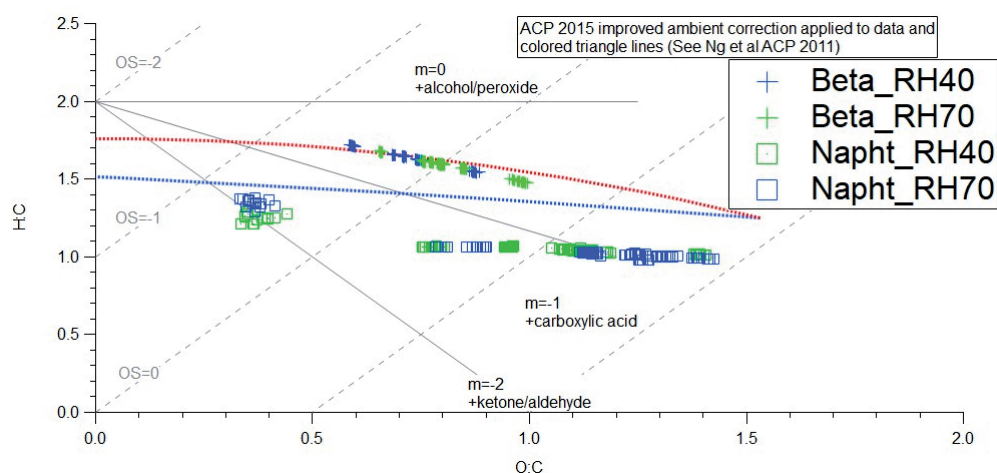 ACP 2015 improved ambient correction applied to data and
colored triangle lines (See Ng et al ACP 2011)
Beta_RH40
Beta_RH70
Napht_RH40
Napht_RH70
2.5
2.0
1.5
1.0
0.5
0.0
H:C
OS=-2
OS=-1
OS=0
m=0
+alcohol/peroxide
m=-1
+carboxylic acid
m=-2
+ketone/aldehyde
0.0
0.5
1.0
1.5
2.0
O:C